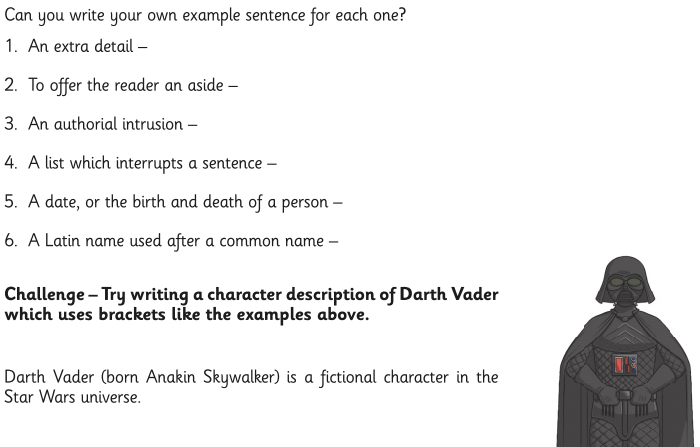 Can you write your own example sentence for each one?
1. An extra detail –
2. To offer the reader an aside –
3. An authorial intrusion –
4. A list which interrupts a sentence –
5. A date, or the birth and death of a person –
6. A Latin name used after a common name –
Challenge – Try writing a character description of Darth Vader
which uses brackets like the examples above.
Darth Vader (born Anakin Skywalker) is a fictional character in the
Star Wars universe.